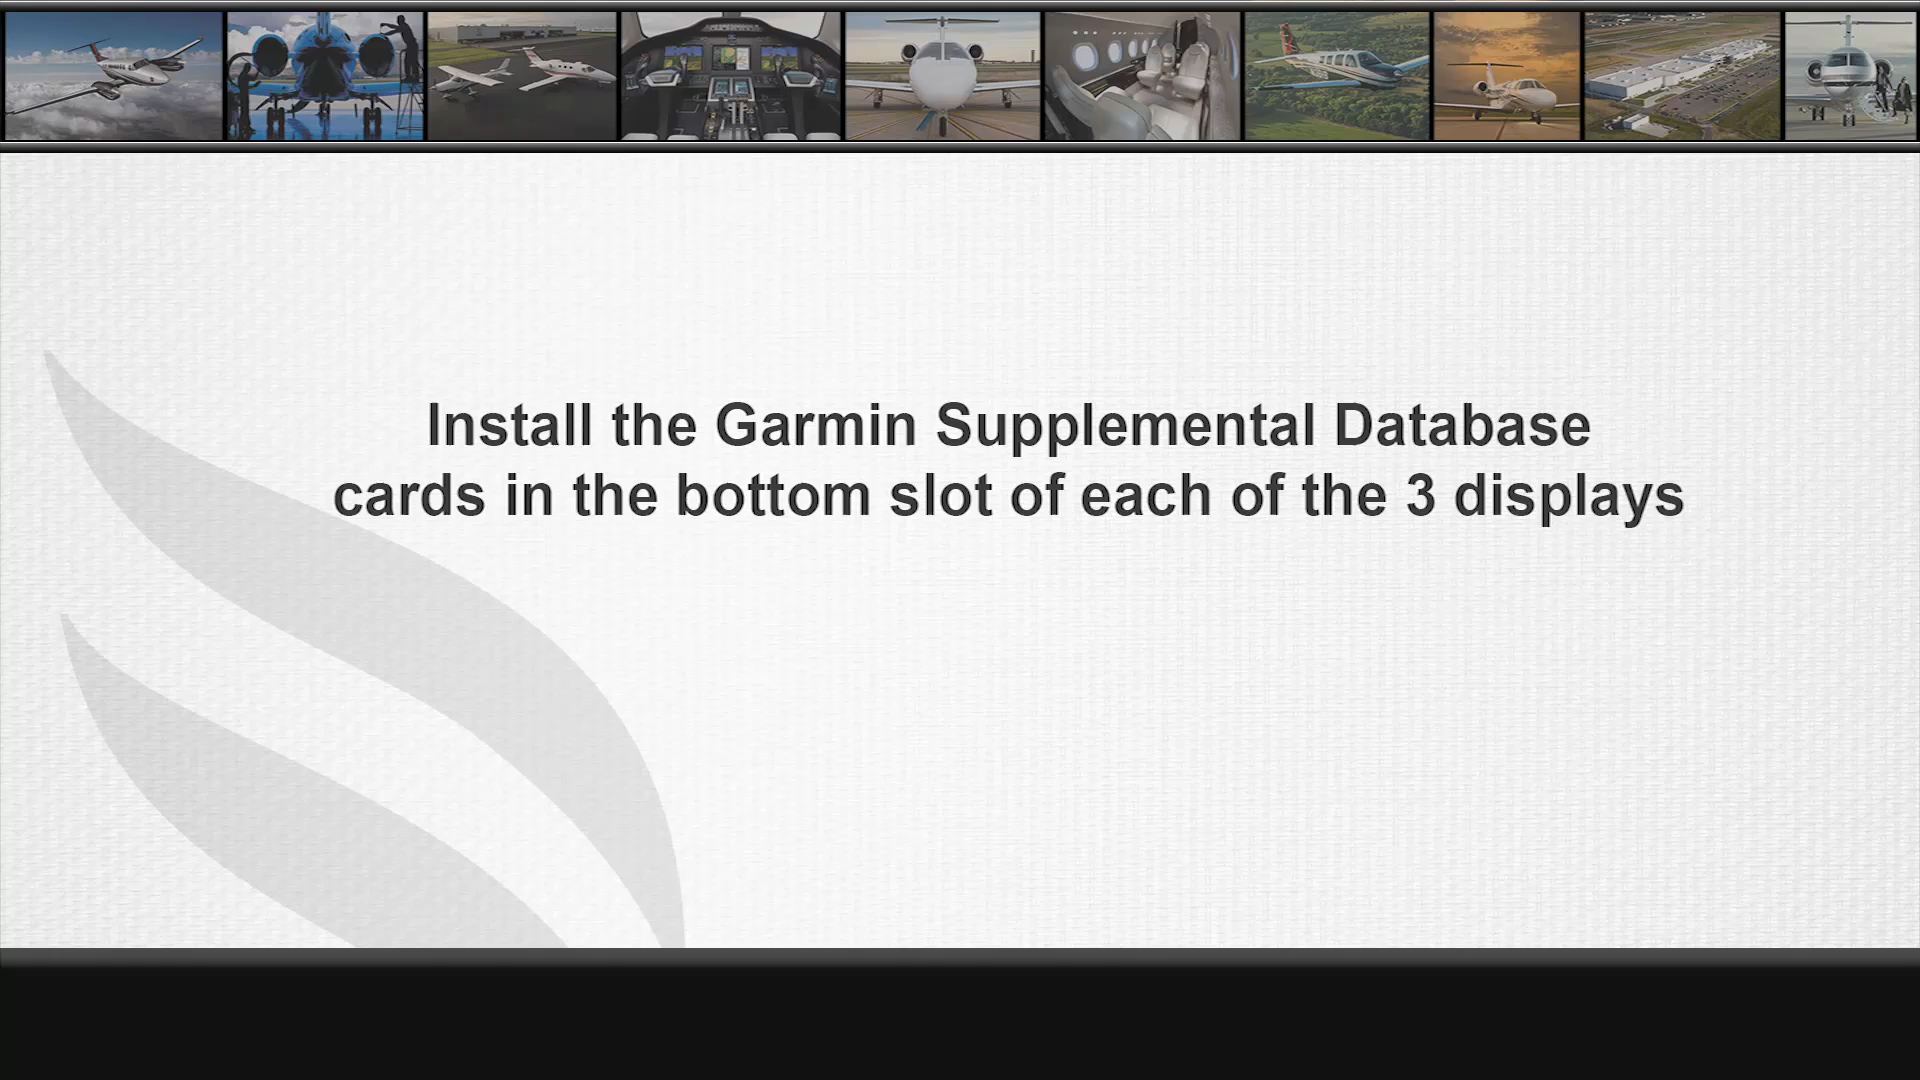 Install the Garmin Supplemental Database
cards in the bottom slot of each of the 3 displays